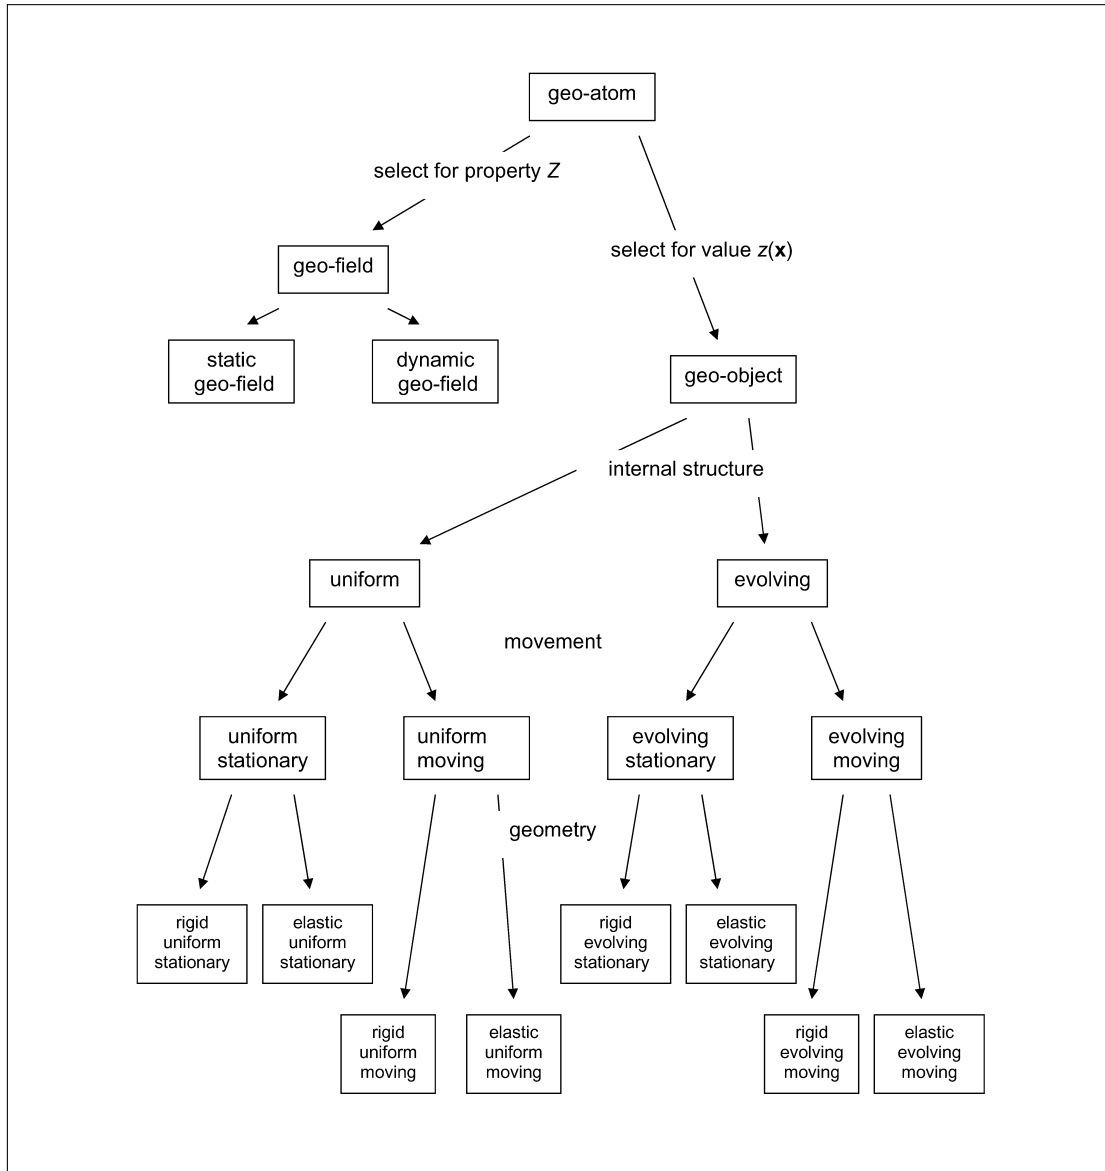 geo-atom
select for property Z
select for value z(x)
geo-field
static
geo-field
dynamic
geo-field
geo-object
internal structure
uniform
evolving
movement
uniform
stationary
uniform
moving
evolving
stationary
evolving
moving
geometry
rigid
uniform
stationary
elastic
uniform
stationary
rigid
evolving
stationary
elastic
evolving
stationary
rigid
uniform
moving
elastic
uniform
moving
rigid
evolving
moving
elastic
evolving
moving